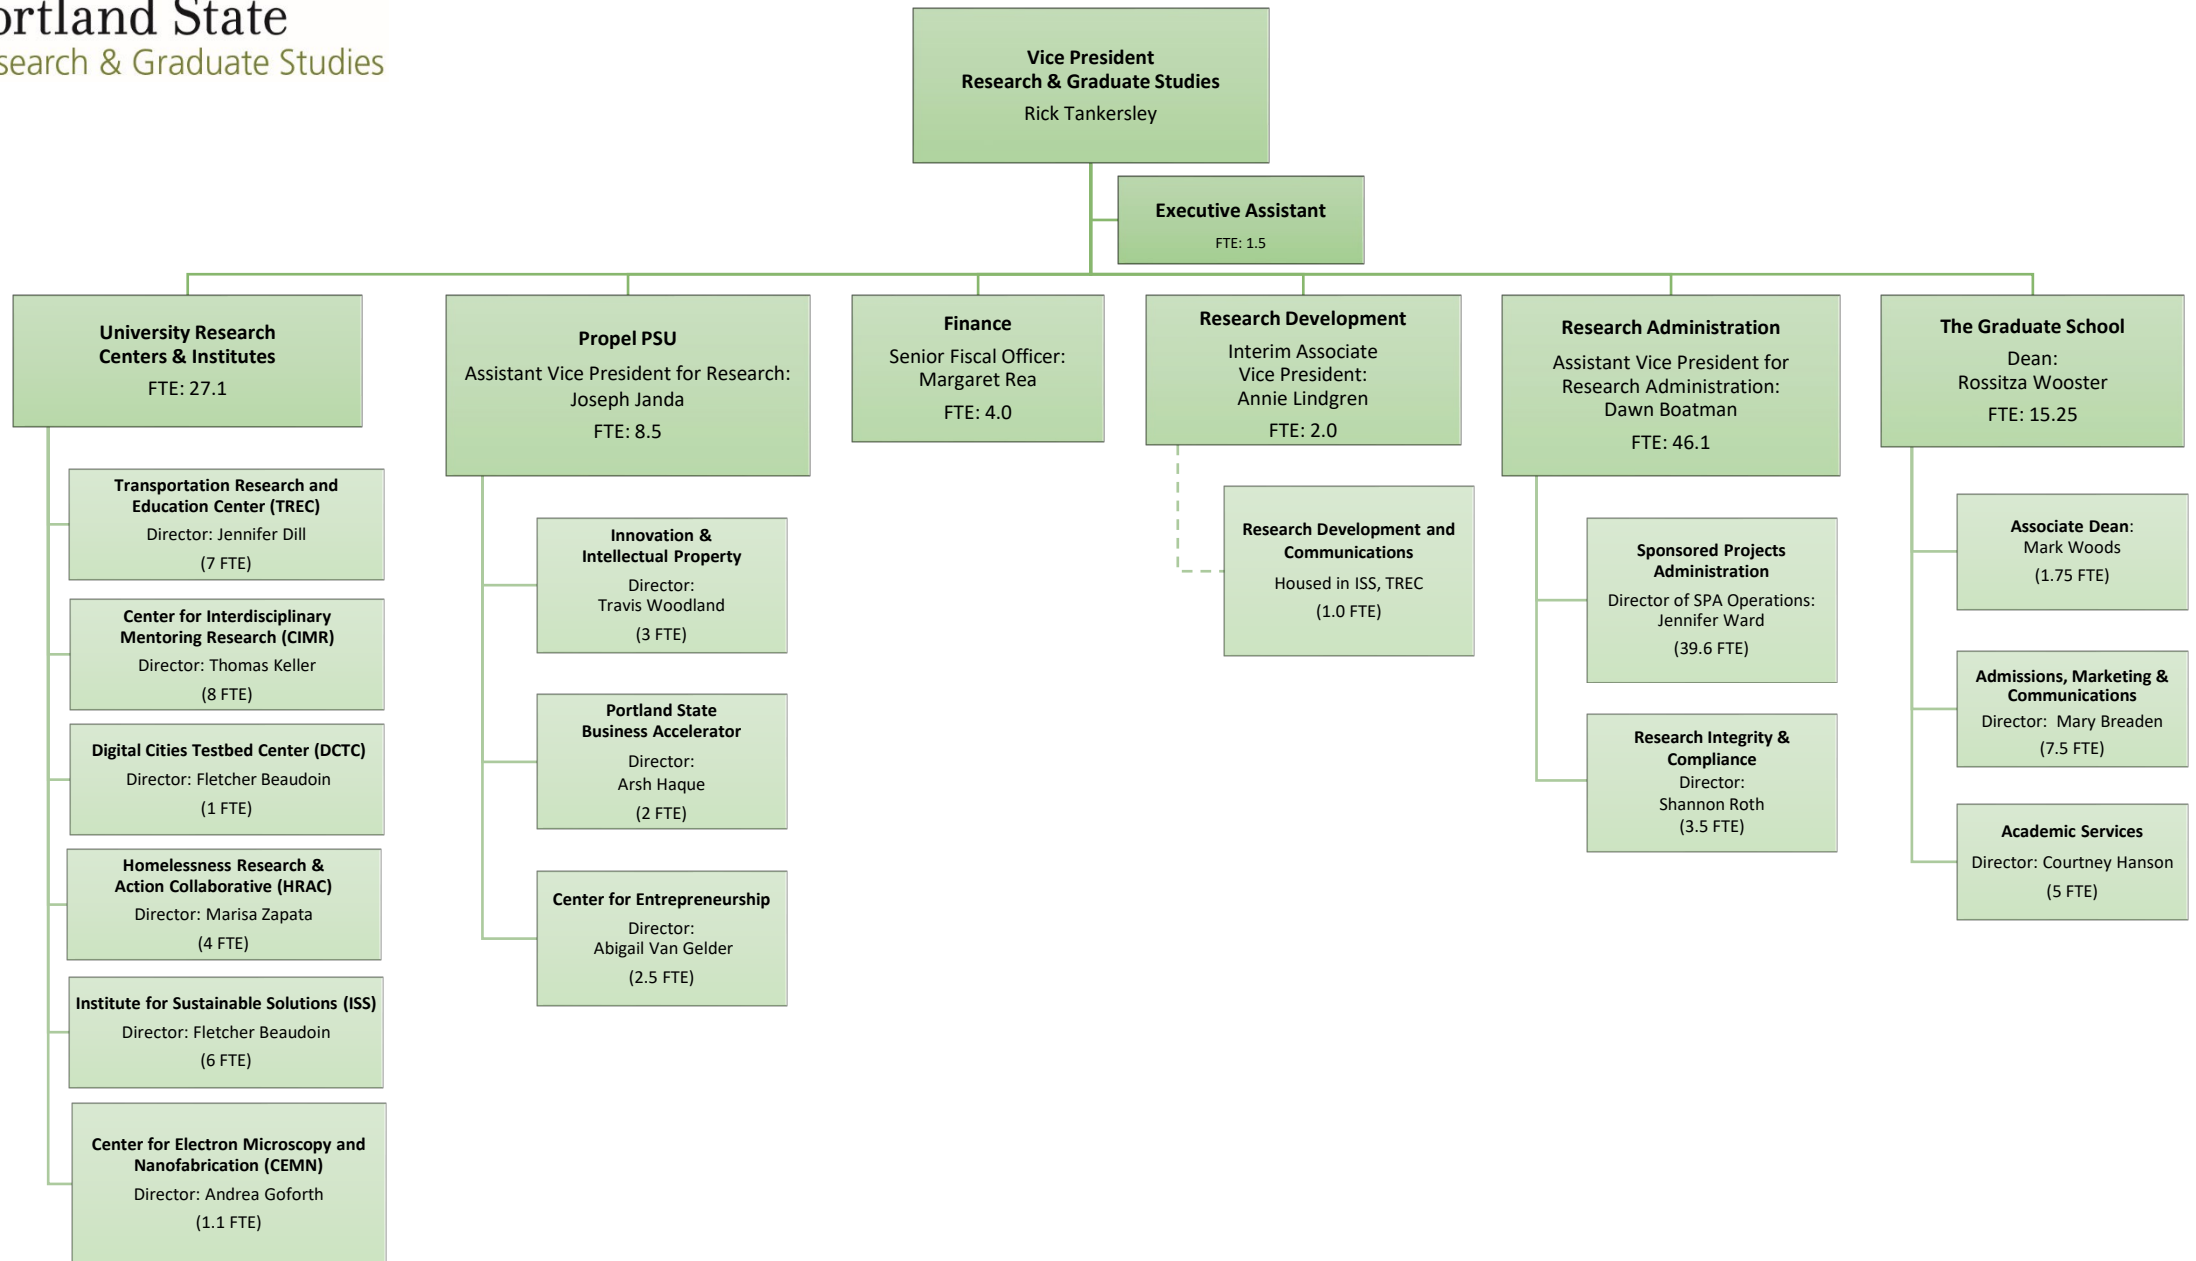 ortland State
search & Graduate Studies
Vice President
Research & Graduate Studies
Rick Tankersley
Executive Assistant
FTE: 1.5
University Research
Centers & Institutes
FTE: 27.1
Transportation Research and
Education Center (TREC)
Director: Jennifer Dill
(7 FTE)
Center for Interdisciplinary
Mentoring Research (CIMR)
Director: Thomas Keller
(8 FTE)
Digital Cities Testbed Center (DCTC)
Director: Fletcher Beaudoin
(1 FTE)
Homelessness Research &
Action Collaborative (HRAC)
Director: Marisa Zapata
(4 FTE)
Institute for Sustainable Solutions (ISS)
Director: Fletcher Beaudoin
(6 FTE)
Center for Electron Microscopy and
Nanofabrication (CEMN)
Director: Andrea Goforth
(1.1 FTE)
Propel PSU
Assistant Vice President for Research:
Joseph Janda
FTE: 8.5
Innovation &
Intellectual Property
Director:
Travis Woodland
(3 FTE)
Portland State
Business Accelerator
Director:
Arsh Haque
(2 FTE)
Center for Entrepreneurship
Director:
Abigail Van Gelder
(2.5 FTE)
Finance
Senior Fiscal Officer:
Margaret Rea
FTE: 4.0
Research Development
Interim Associate
Vice President:
Annie Lindgren
FTE: 2.0
Research Development and
Communications
Housed in ISS, TREC
(1.0 FTE)
Research Administration
Assistant Vice President for
Research Administration:
Dawn Boatman
FTE: 46.1
Sponsored Projects
Administration
Director of SPA Operations:
Jennifer Ward
(39.6 FTE)
Research Integrity &
Compliance
Director:
Shannon Roth
(3.5 FTE)
The Graduate School
Dean:
Rossitza Wooster
FTE: 15.25
Associate Dean:
Mark Woods
(1.75 FTE)
Admissions, Marketing &
Communications
Director:  Mary Breaden
(7.5 FTE)
Academic Services
Director: Courtney Hanson
(5 FTE)